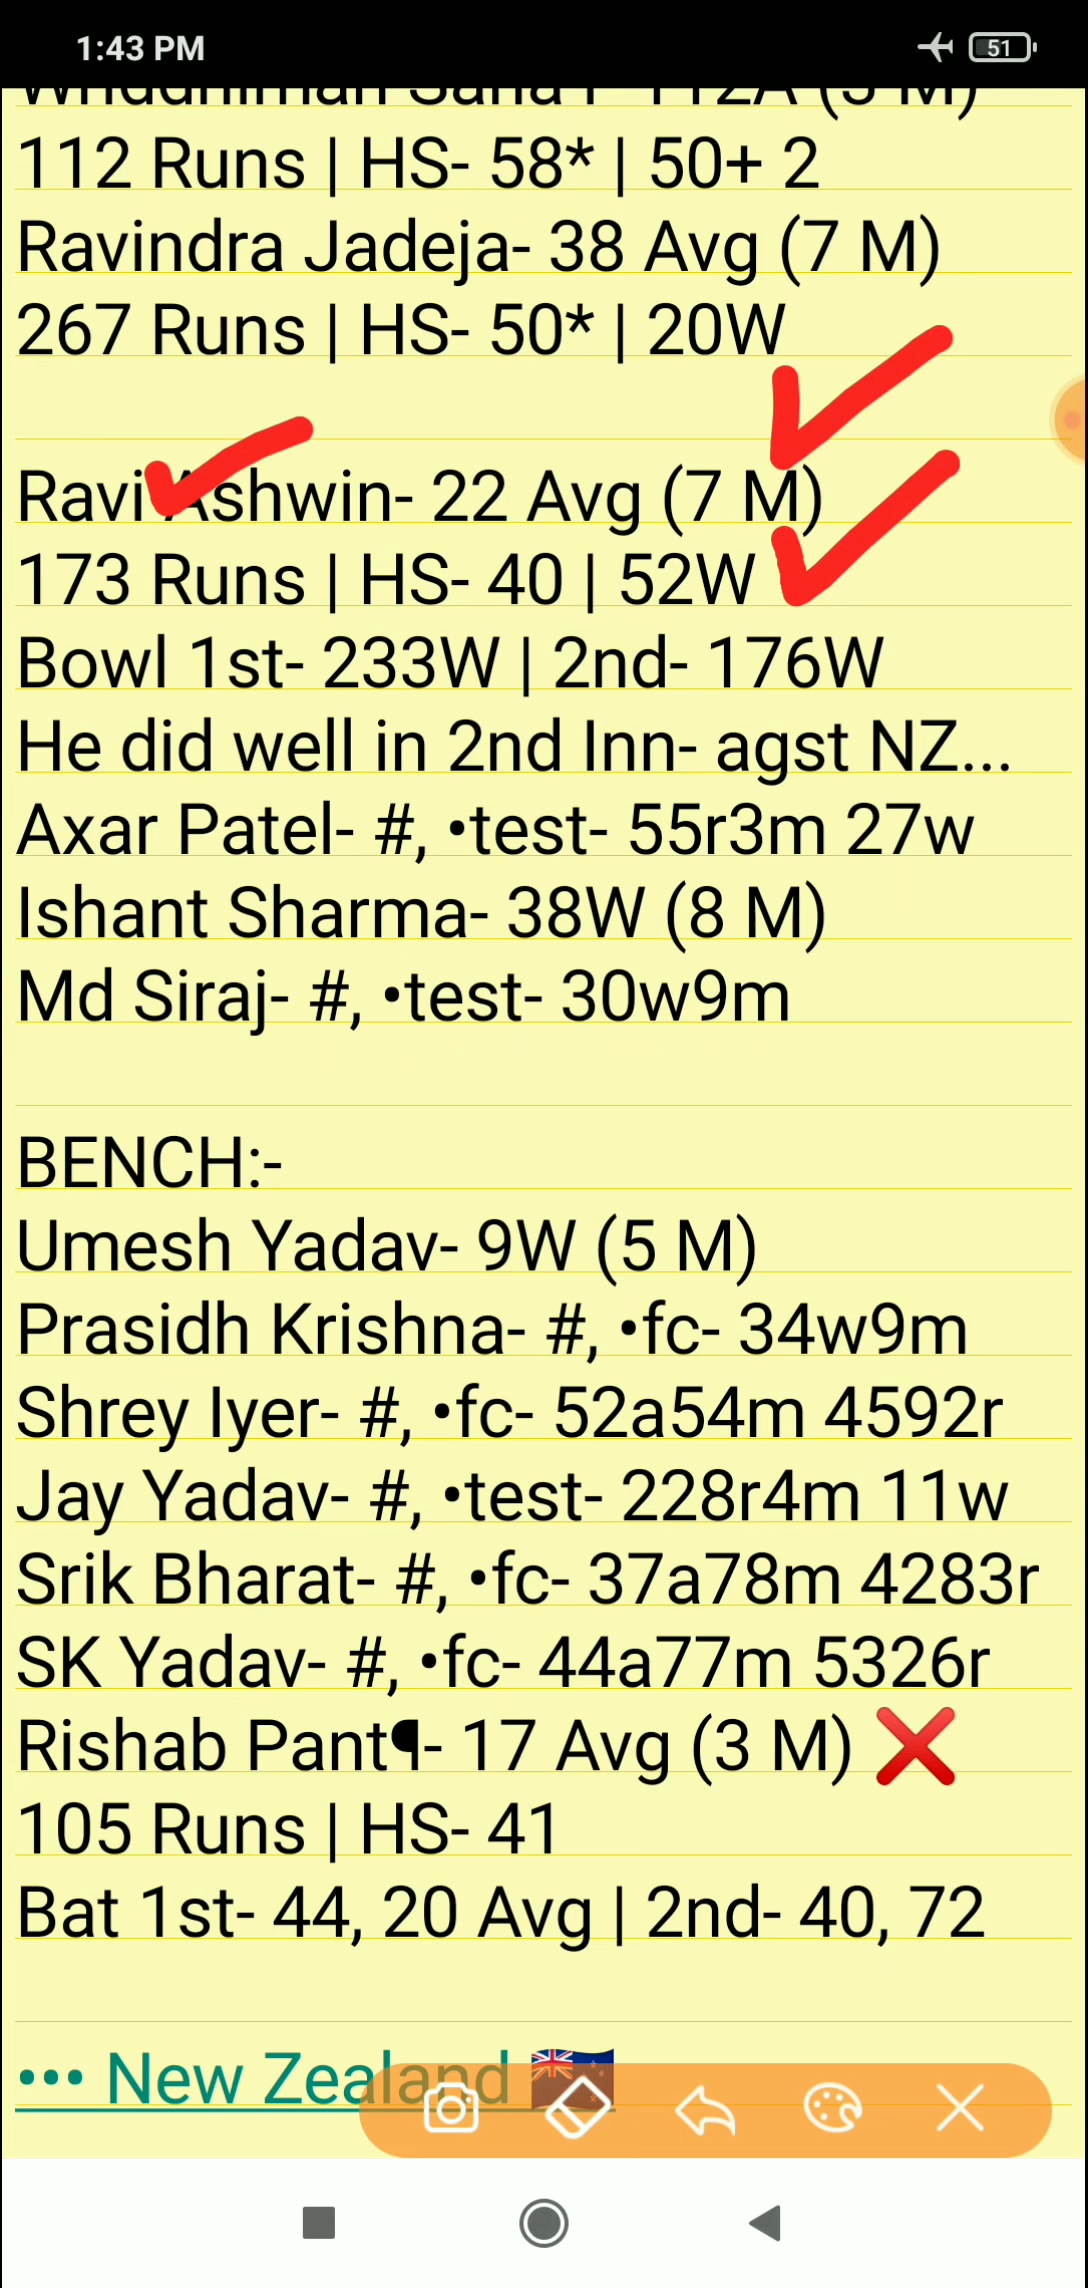 1:43 PM
51
112 Runs | HS- 58* | 50+ 2
Ravindra Jadeja- 38 Avg (7 M)
267 Runs | HS- 50* | 20W
Ravi Ashwin- 22 Avg (7 M)
173 Runs | HS- 40 | 52W
Bowl 1st- 233W | 2nd- 176W
He did well in 2nd Inn- agst NZ...
Axar Patel- #, •test- 55r3m 27w
Ishant Sharma- 38W (8 M)
Md Siraj- #, •test- 30w9m
BENCH:-
Umesh Yadav- 9W (5 M)
Prasidh Krishna- #, •fc- 34w9m
Shrey Iyer- #, •fc- 52a54m 4592r
Jay Yadav- #, •test- 228r4m 11w
Srik Bharat- #, •fc- 37a78m 4283r
SK Yadav- #, •fc- 44a77m 5326r
Rishab Pant¶- 17 Avg (3 M) ❌
105 Runs | HS- 41
Bat 1st- 44, 20 Avg | 2nd- 40, 72
••• New Zealand 🇳🇿